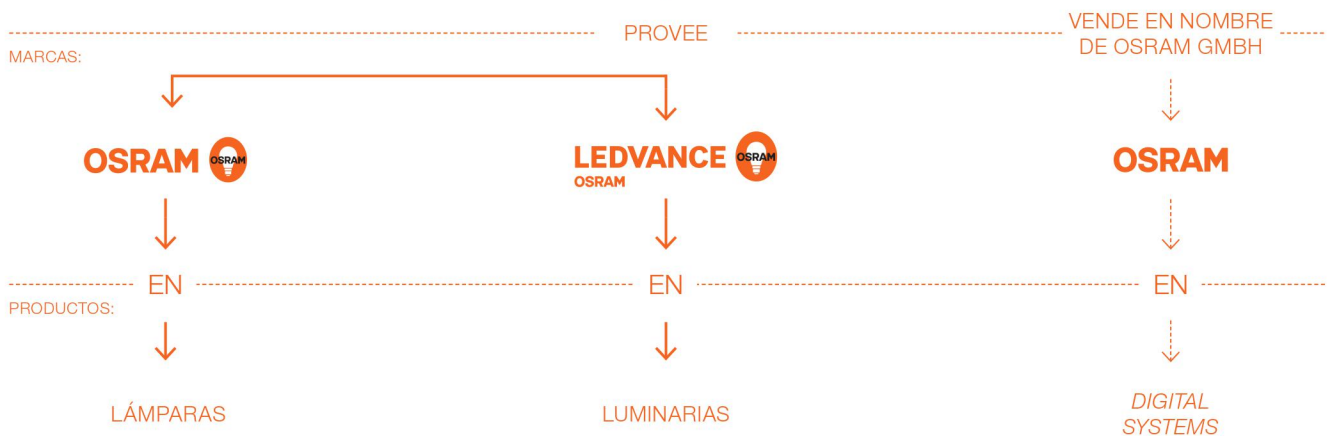 PROVEE
VENDE EN NOMBRE
DE OSRAM GMBH
MARCAS:
OSRAM OSRAM
LEDVANCE OSRAM
OSRAM
OSRAM
EN
EN
EN
PRODUCTOS:
LÁMPARAS
LUMINARIAS
DIGITAL
SYSTEMS